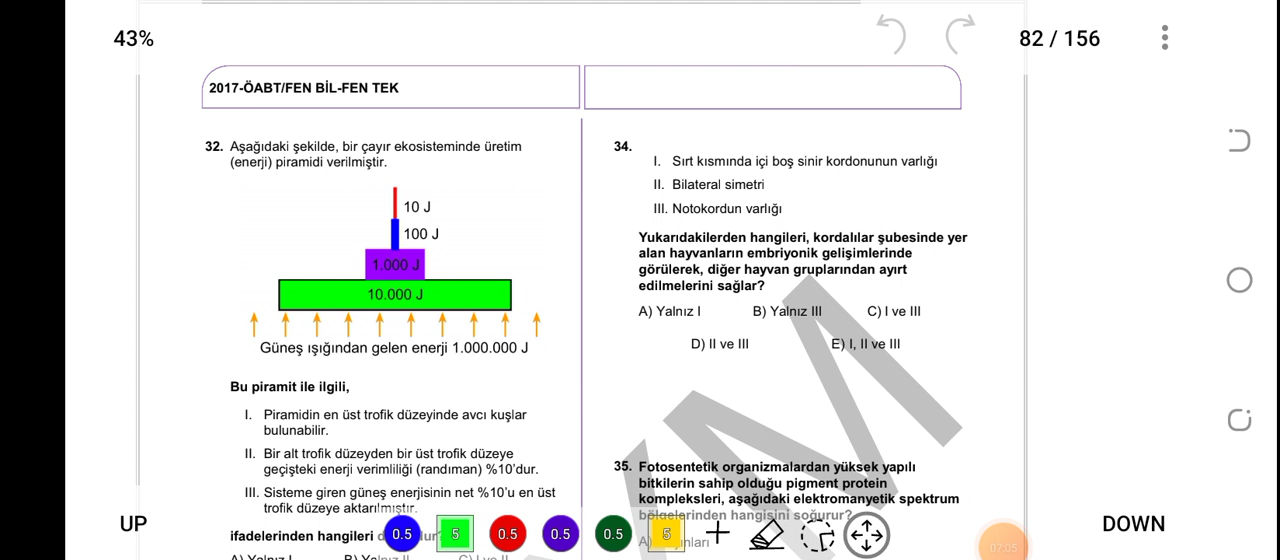 43%
82 / 156
2017-ÖABT/FEN BİL-FEN TEK
32. Aşağıdaki şekilde, bir çayır ekosisteminde üretim
(enerji) piramidi verilmiştir.
10 J
100 J
1.000 J
10.000 J
Güneş ışığından gelen enerji 1.000.000 J
Bu piramit ile ilgili,
I. Piramidin en üst trofik düzeyinde avcı kuşlar
bulunabilir.
II. Bir alt trofik düzeyden bir üst trofik düzeye
geçişteki enerji verimliliği (randıman) %10'dur.
III. Sisteme giren güneş enerjisinin net %10'u en üst
trofik düzeye aktarılmıştır.
ifadelerinden hangileri
A) Yalnız I B) Yalnız II C) I ve II
34.
I. Sırt kısmında içi boş sinir kordonunun varlığı
II. Bilateral simetri
III. Notokordun varlığı
Yukarıdakilerden hangileri, kordalılar şubesinde yer
alan hayvanların embriyonik gelişimlerinde
görülerek, diğer hayvan gruplarından ayırt
edilmelerini sağlar?
A) Yalnız I B) Yalnız III C) I ve III
D) II ve III E) I, II ve III
35. Fotosentetik organizmalardan yüksek yapılı
bitkilerin sahip olduğu pigment protein
kompleksleri, aşağıdaki elektromanyetik spektrum
bölgelerinden hangisini soğurur?
A)
UP
0.5 5 0.5 0.5 0.5 5
07:05
DOWN